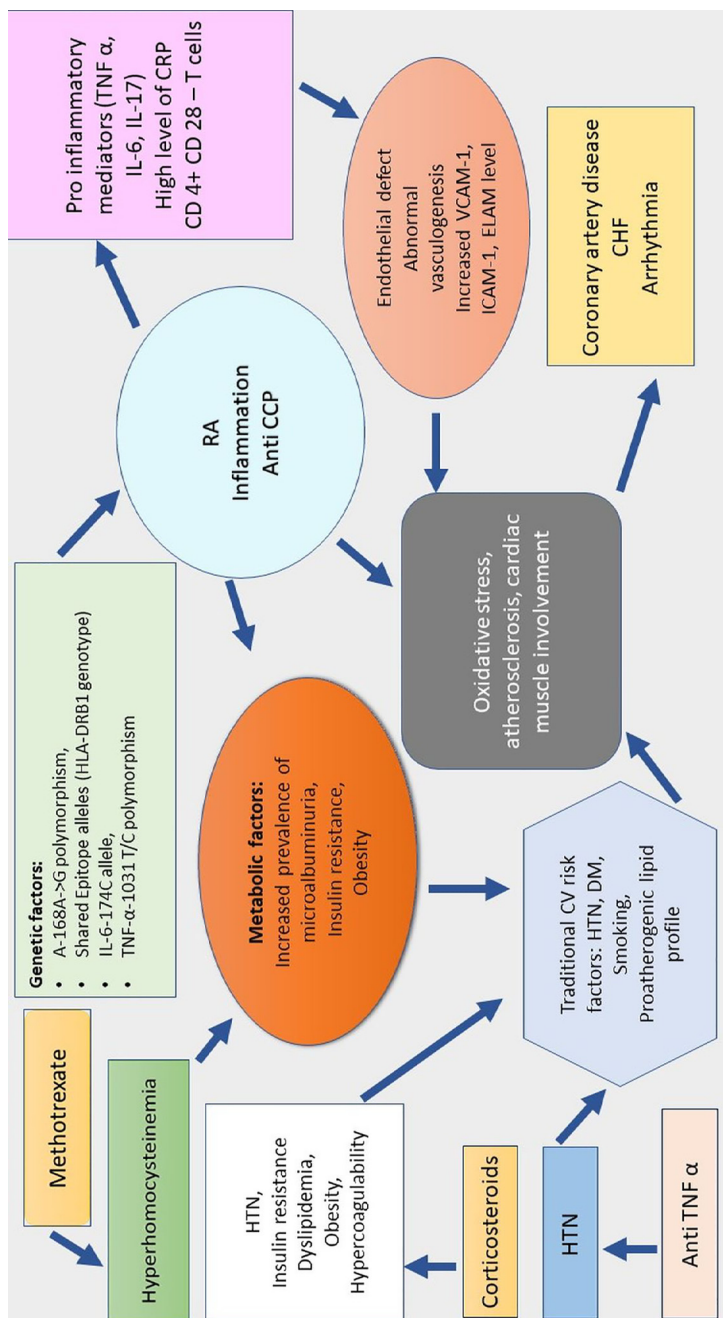 Methotrexate
Hyperhomocysteinemia
HTN,
Insulin resistance
Dyslipidemia,
Obesity,
Hypercoagulability
Corticosteroids
HTN
Anti TNF α
Genetic factors:
• A-168A->G polymorphism,
• Shared Epitope alleles (HLA-DRB1 genotype)
• IL-6-174C allele,
• TNF-α-1031 T/C polymorphism
Metabolic factors:
Increased prevalence of
microalbuminuria,
Insulin resistance,
Obesity
Traditional CV risk
factors: HTN, DM,
Smoking,
Proatherogenic lipid
profile
RA
Inflammation
Anti CCP
Oxidative stress,
atherosclerosis, cardiac
muscle involvement
Pro inflammatory
mediators (TNF α,
IL-6, IL-17)
High level of CRP
CD 4+ CD 28 – T cells
Endothelial defect
Abnormal
vasculogenesis
Increased VCAM-1,
ICAM-1, ELAM level
Coronary artery disease
CHF
Arrhythmia